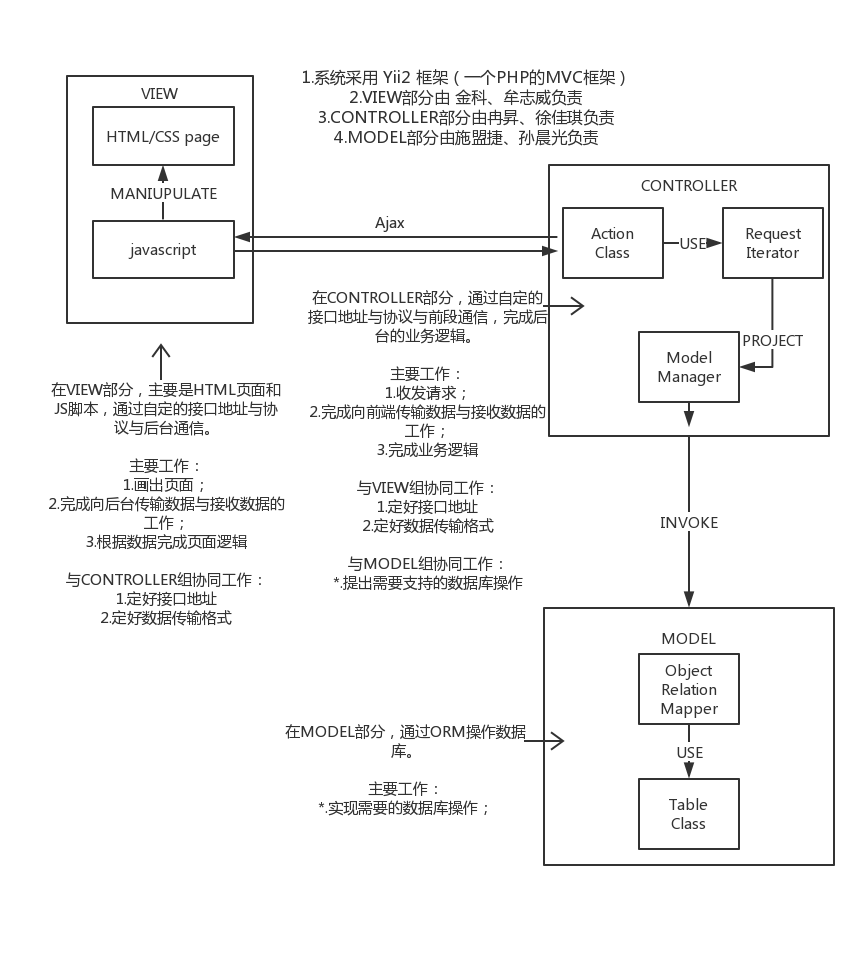 1.系统采用 Yii2 框架（一个PHP的MVC框架）
2.VIEW部分由 金科、牟志威负责
3.CONTROLLER部分由冉昇、徐佳琪负责
4.MODEL部分由施盟捷、孙晨光负责
VIEW
HTML/CSS page
MANIUPULATE
javascript
Ajax
CONTROLLER
Action
Class
USE
Request
Iterator
PROJECT
Model
Manager
在CONTROLLER部分，通过自定的
接口地址与协议与前段通信，完成后
台的业务逻辑。
主要工作：
1.收发请求；
2.完成向前端传输数据与接收数据的
工作；
3.完成业务逻辑
与VIEW组协同工作：
1.定好接口地址
2.定好数据传输格式
与MODEL组协同工作：
*.提出需要支持的数据库操作
在VIEW部分，主要是HTML页面和
JS脚本，通过自定的接口地址与协
议与后台通信。
主要工作：
1.画出页面；
2.完成向后台传输数据与接收数据的
工作；
3.根据数据完成页面逻辑
与CONTROLLER组协同工作：
1.定好接口地址
2.定好数据传输格式
INVOKE
MODEL
Object
Relation
Mapper
USE
Table
Class
在MODEL部分，通过ORM操作数据
库。
主要工作：
*.实现需要的数据库操作；